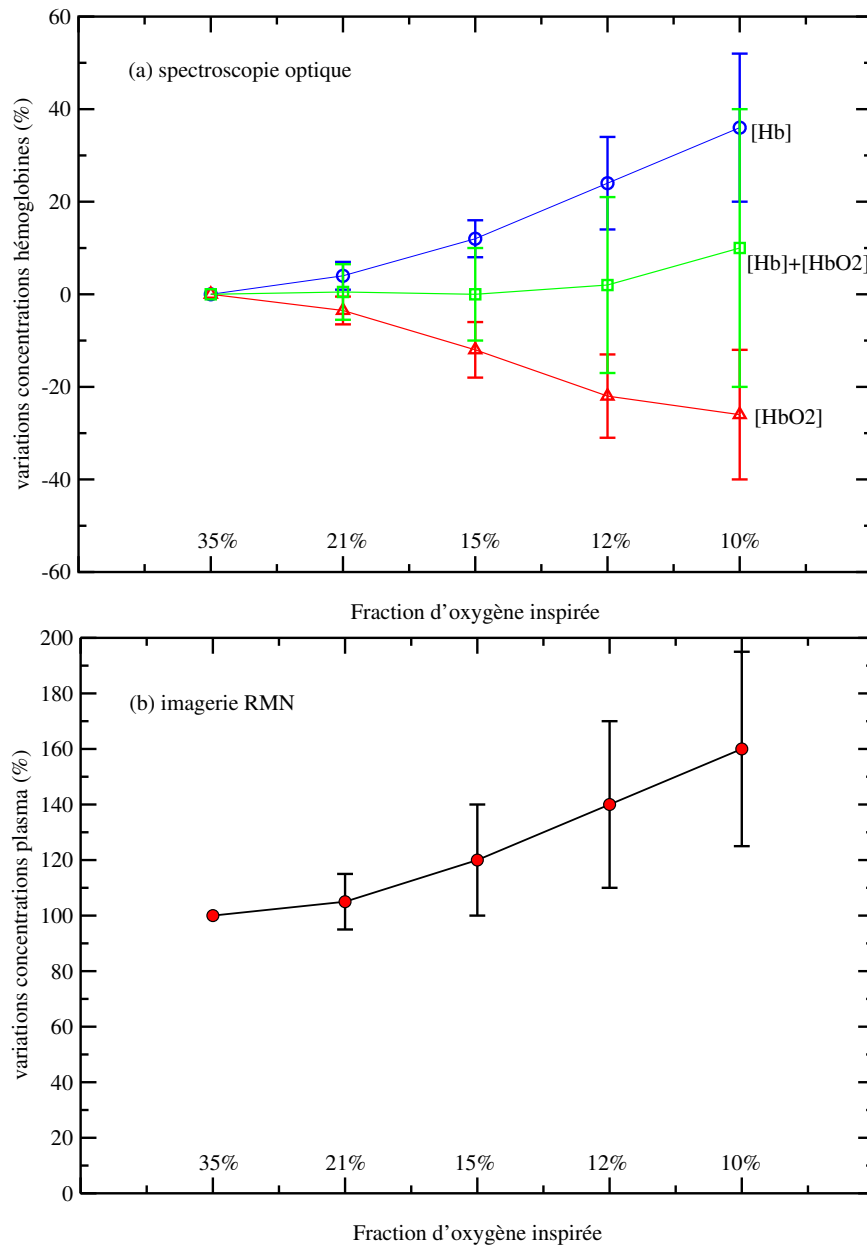 60
(a) spectroscopie optique
40
[Hb]
20
[Hb]+[HbO2]
0
-20
[HbO2]
-40
35% 21% 15% 12% 10%
-60
variations concentrations hémoglobines (%)
Fraction d'oxygène inspirée
200
(b) imagerie RMN
180
160
140
120
100
80
60
40
20
35% 21% 15% 12% 10%
0
variations concentrations plasma (%)
Fraction d'oxygène inspirée